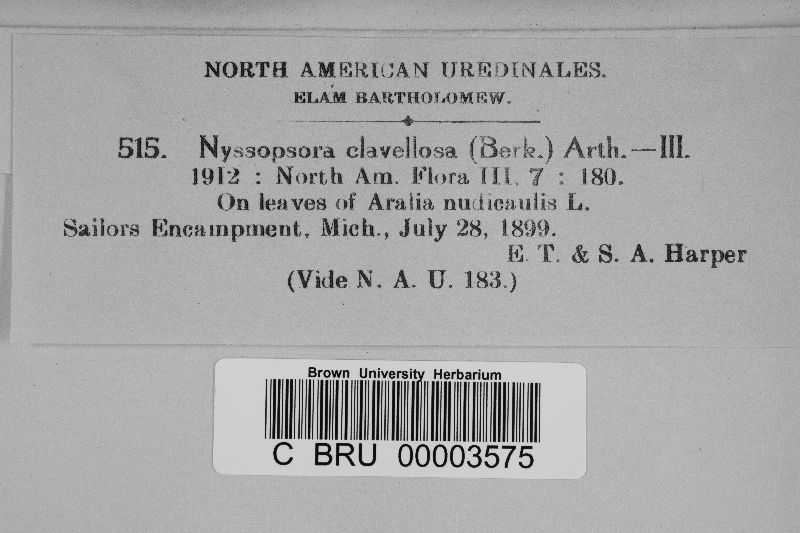 NORTH AMERICAN UREDINALES.
ELAM BARTHOLOMEW.
515. Nyssopsora clavellosa (Berk.) Arth.—III.
1912 : North Am. Flora III. 7 : 180.
On leaves of Aralia nudicaulis L.
Sailors Encampment, Mich., July 28, 1899.
E. T. & S. A. Harper
(Vide N. A. U. 183.)
Brown University Herbarium
C BRU 00003575